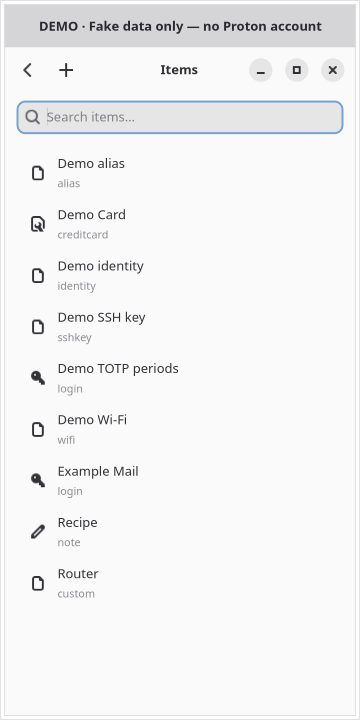 DEMO · Fake data only — no Proton account
Items
Search items...
Demo alias
alias
Demo Card
creditcard
Demo identity
identity
Demo SSH key
sshkey
Demo TOTP periods
login
Demo Wi-Fi
wifi
Example Mail
login
Recipe
note
Router
custom